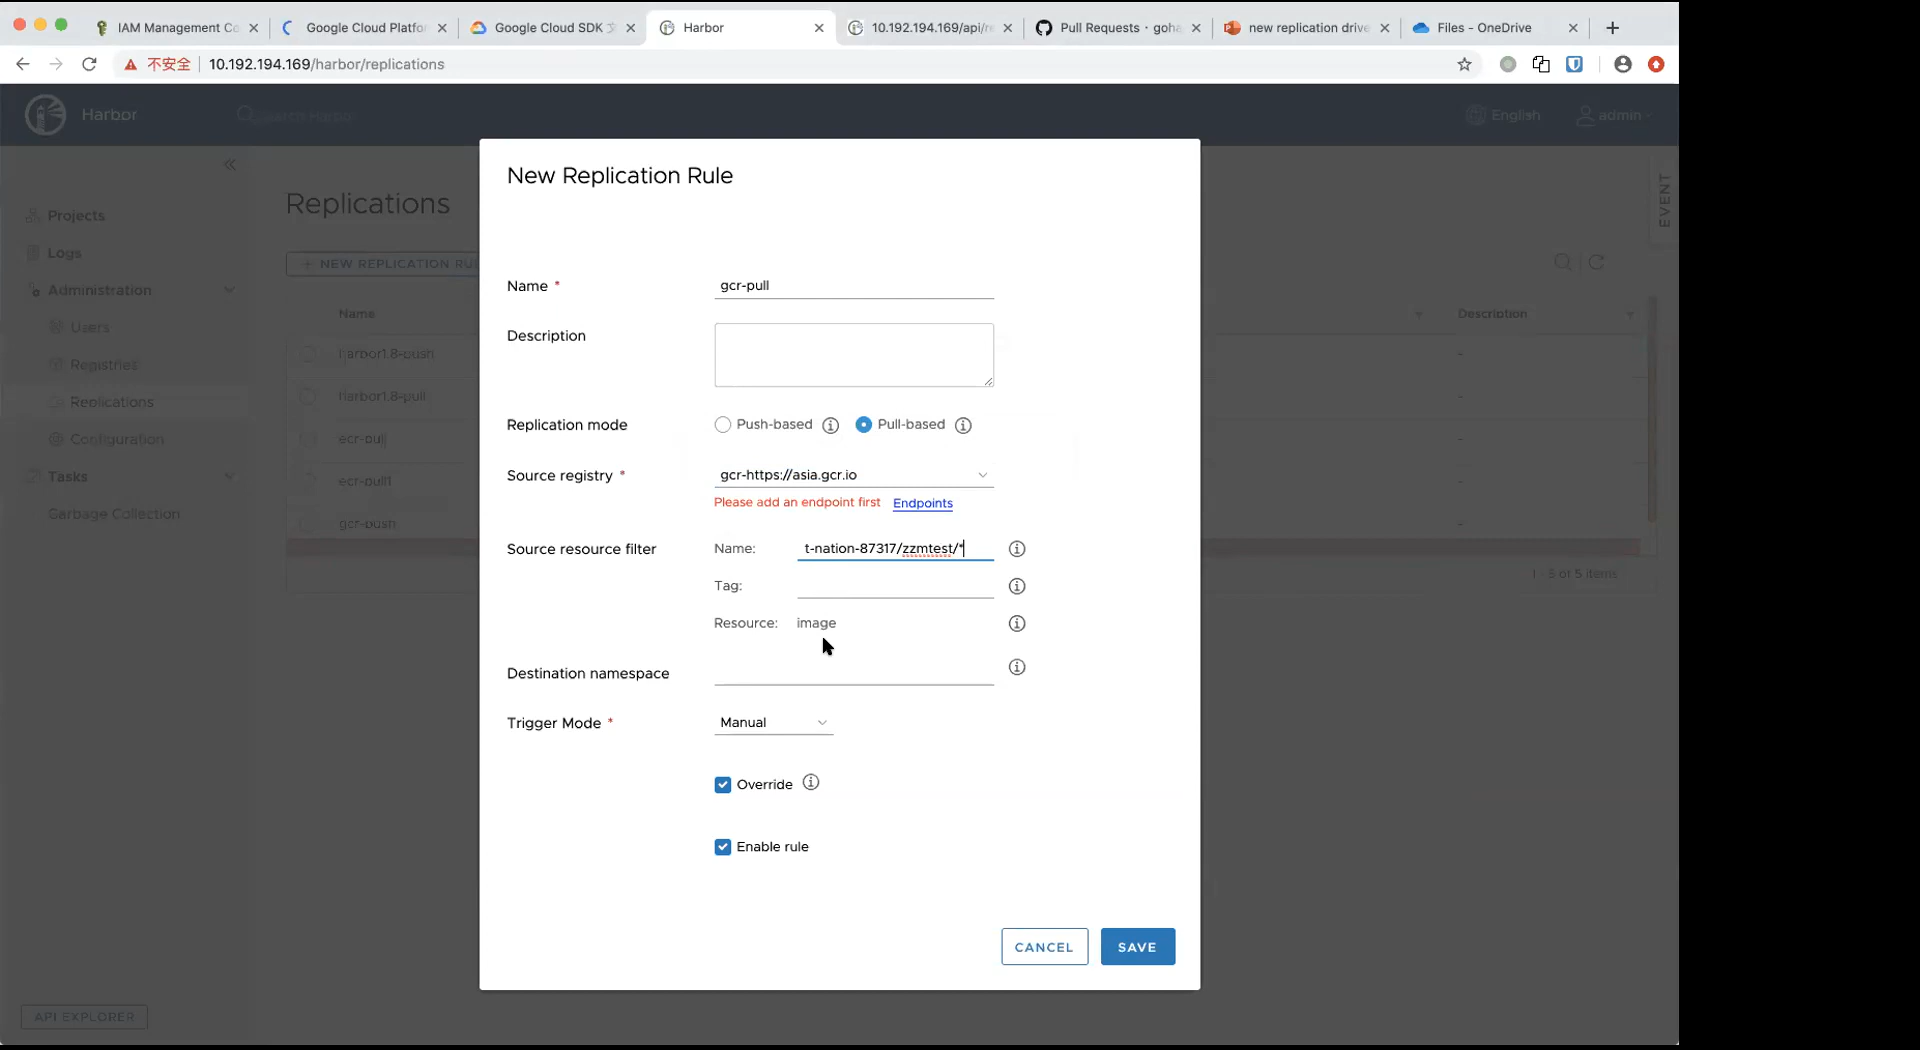 IAM Management Co
Google Cloud Platfor
Google Cloud SDK
Harbor
10.192.194.169/api/re
Pull Requests · goha
new replication drive
Files - OneDrive
不安全
10.192.194.169/harbor/replications
Harbor
Search Harbor
English
admin
EVENT
Projects
Logs
Administration
Users
Registries
Replications
Configuration
Tasks
Garbage Collection
API EXPLORER
Replications
NEW REPLICATION RUL
Name
Description
harbor1.8-push
-
harbor1.8-pull
-
ecr-pull
-
ecr-pull1
-
gcr-push
-
1 - 5 of 5 items
New Replication Rule
Name *
gcr-pull
Description
Replication mode
Push-based
Pull-based
Source registry *
gcr-https://asia.gcr.io
Please add an endpoint first
Endpoints
Source resource filter
Name:
t-nation-87317/zzmtest/*
Tag:
Resource:
image
Destination namespace
Trigger Mode *
Manual
Override
Enable rule
CANCEL
SAVE